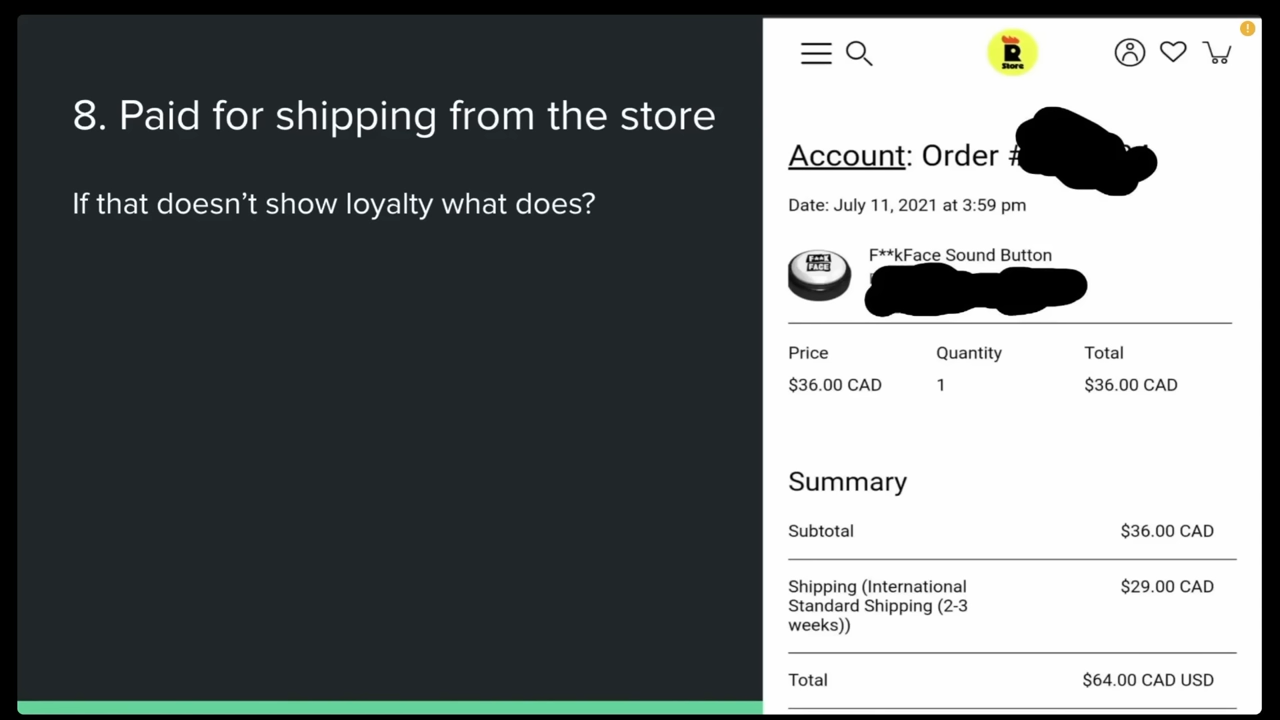 8. Paid for shipping from the store
If that doesn't show loyalty what does?
R
Store
Account: Order #
Date: July 11, 2021 at 3:59 pm
F**K
FACE
F**kFace Sound Button
Price Quantity Total
$36.00 CAD 1 $36.00 CAD
Summary
Subtotal $36.00 CAD
Shipping (International $29.00 CAD
Standard Shipping (2-3
weeks))
Total $64.00 CAD USD